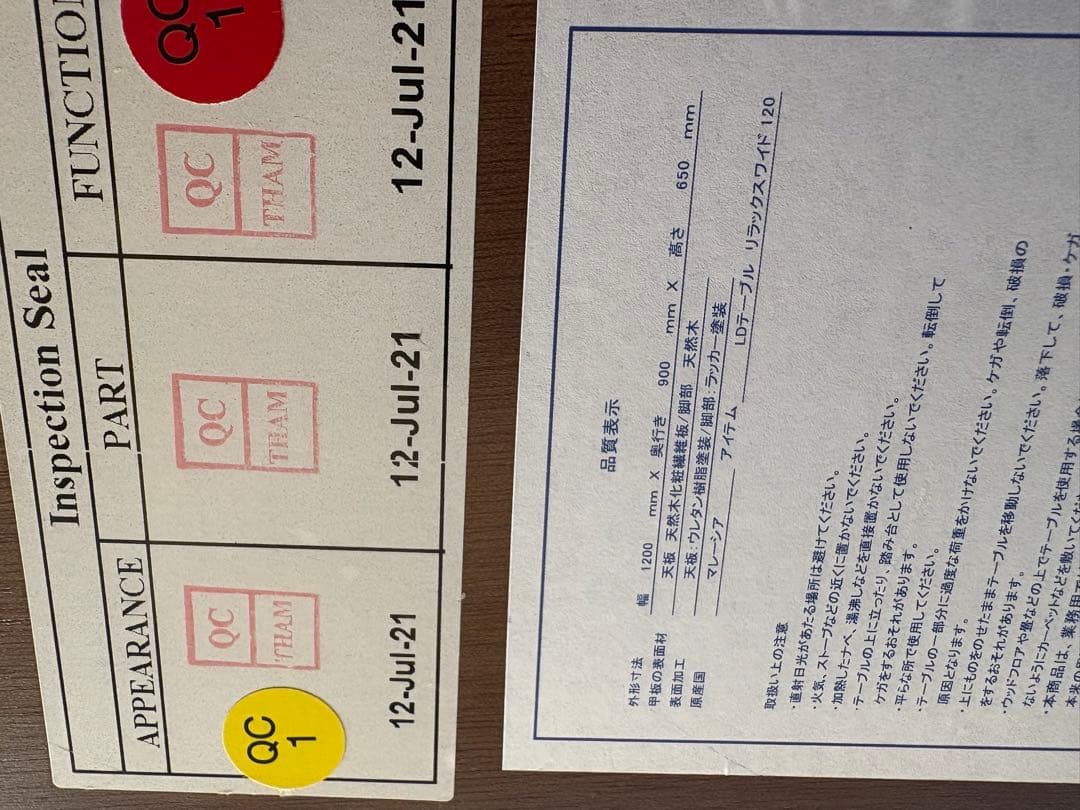 Inspection Seal
APPEARANCE PART FUNCTION
QC QC QC
THAM THAM THAM
QC
1
QC
1
12-Jul-21 12-Jul-21 12-Jul-21
品質表示
外形寸法 幅 1200 mm X 奥行き 900 mm X 高さ 650 mm
甲板の表面材 天板 天然木化粧繊維板/脚部 天然木
表面加工 天板:ウレタン樹脂塗装/脚部:ラッカー塗装
原産国 マレーシア アイテム LDテーブル リラックスワイド 120
取扱い上の注意
・直射日光があたる場所は避けてください。
・火気、ストーブなどの近くに置かないでください。
・加熱したナベ、湯沸しなどを直接置かないでください。
・テーブルの上に立ったり、踏み台として使用しないでください。転倒して
ケガをするおそれがあります。
・平らな所で使用してください。
・テーブルの一部分に過度な荷重をかけないでください。ケガや転倒、破損の
原因となります。
・上にものをのせたままテーブルを移動しないでください。落下して、破損・ケガ
をするおそれがあります。
・ウッドフロアや畳などの上でテーブルを使用する場合
ないようにカーペットなどを敷いてくだ
・本商品は、業務用では